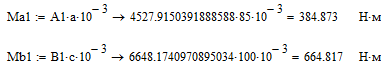 Ma1 := A1·a·10⁻³ → 4527.9150391888588·85·10⁻³ = 384.873 Н·м
Mb1 := B1·c·10⁻³ → 6648.1740970895034·100·10⁻³ = 664.817 Н·м